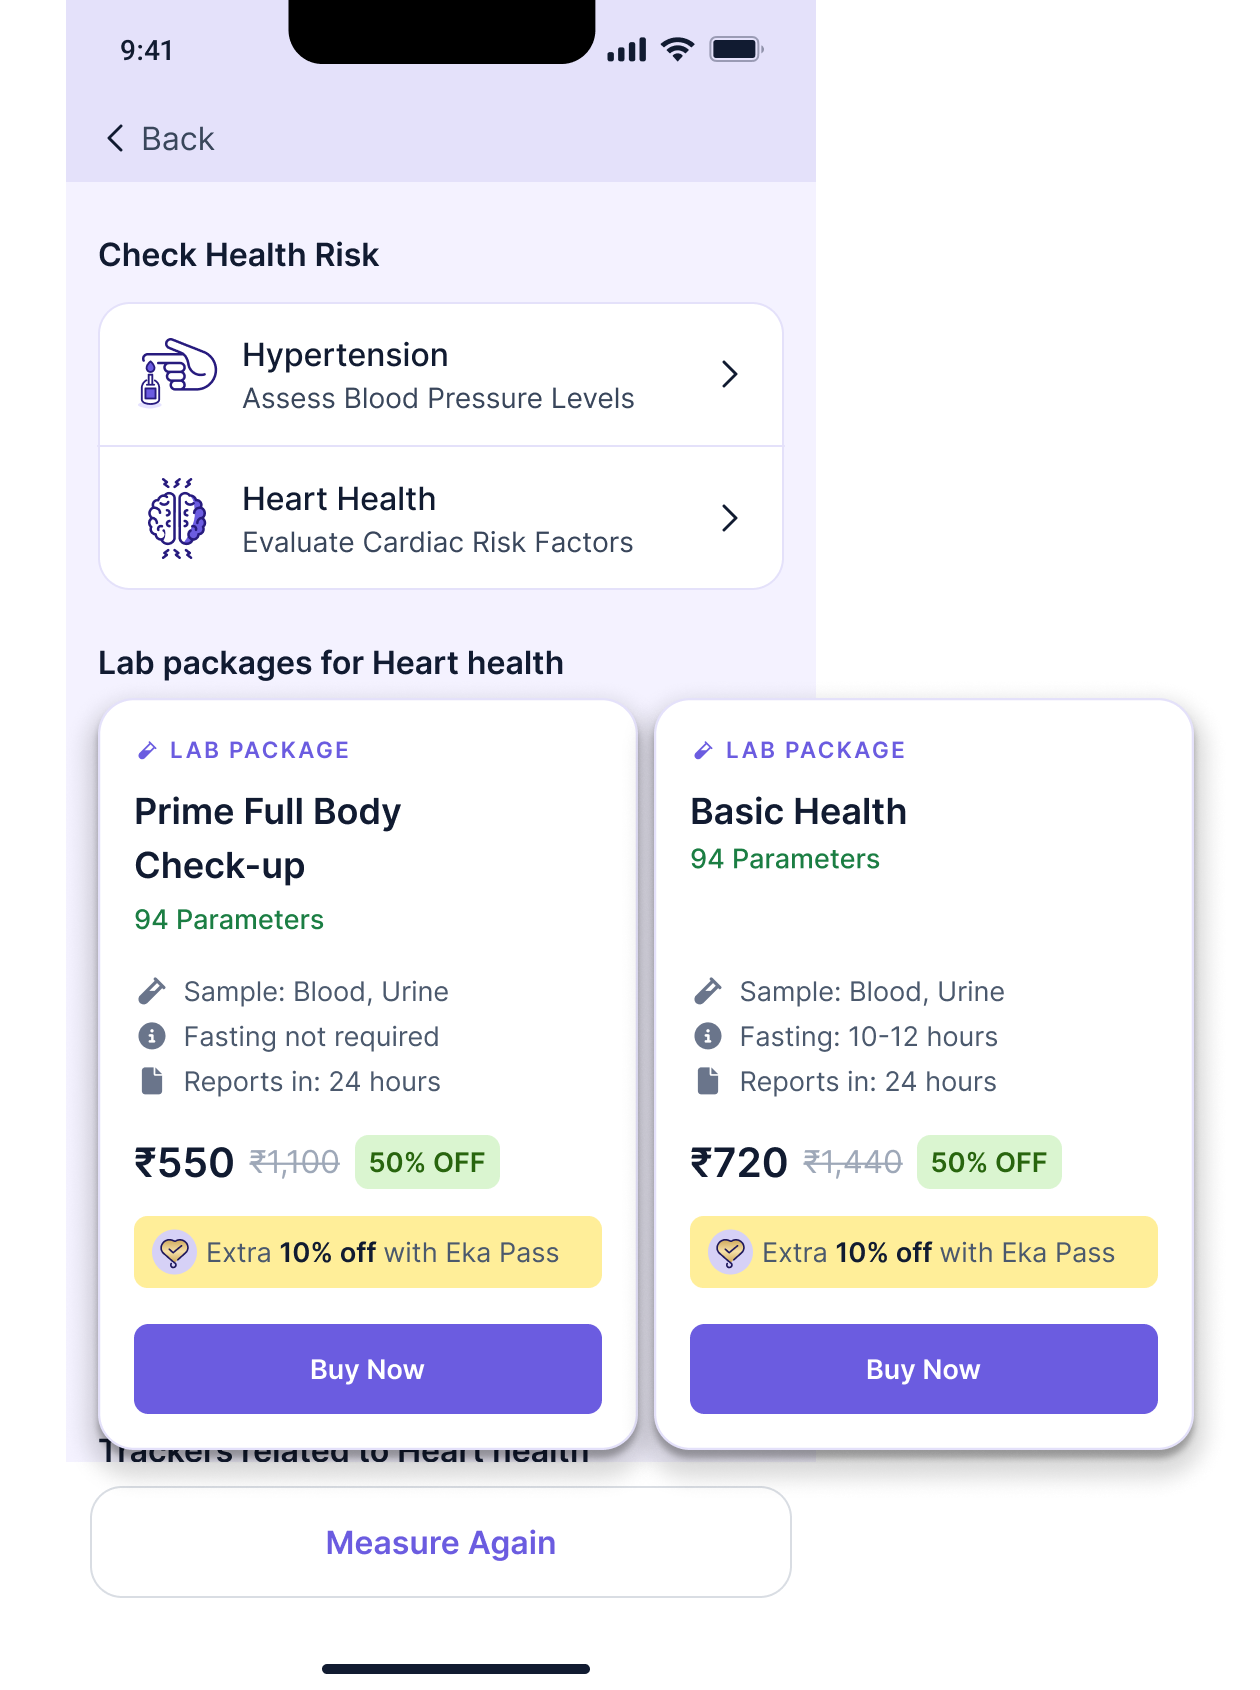 9:41
Back
Check Health Risk
Hypertension
Assess Blood Pressure Levels
Heart Health
Evaluate Cardiac Risk Factors
Lab packages for Heart health
LAB PACKAGE
Prime Full Body
Check-up
94 Parameters
Sample: Blood, Urine
Fasting not required
Reports in: 24 hours
₹550 ₹1,100 50% OFF
Extra 10% off with Eka Pass
Buy Now
LAB PACKAGE
Basic Health
94 Parameters
Sample: Blood, Urine
Fasting: 10-12 hours
Reports in: 24 hours
₹720 ₹1,440 50% OFF
Extra 10% off with Eka Pass
Buy Now
Trackers related to Heart health
Measure Again